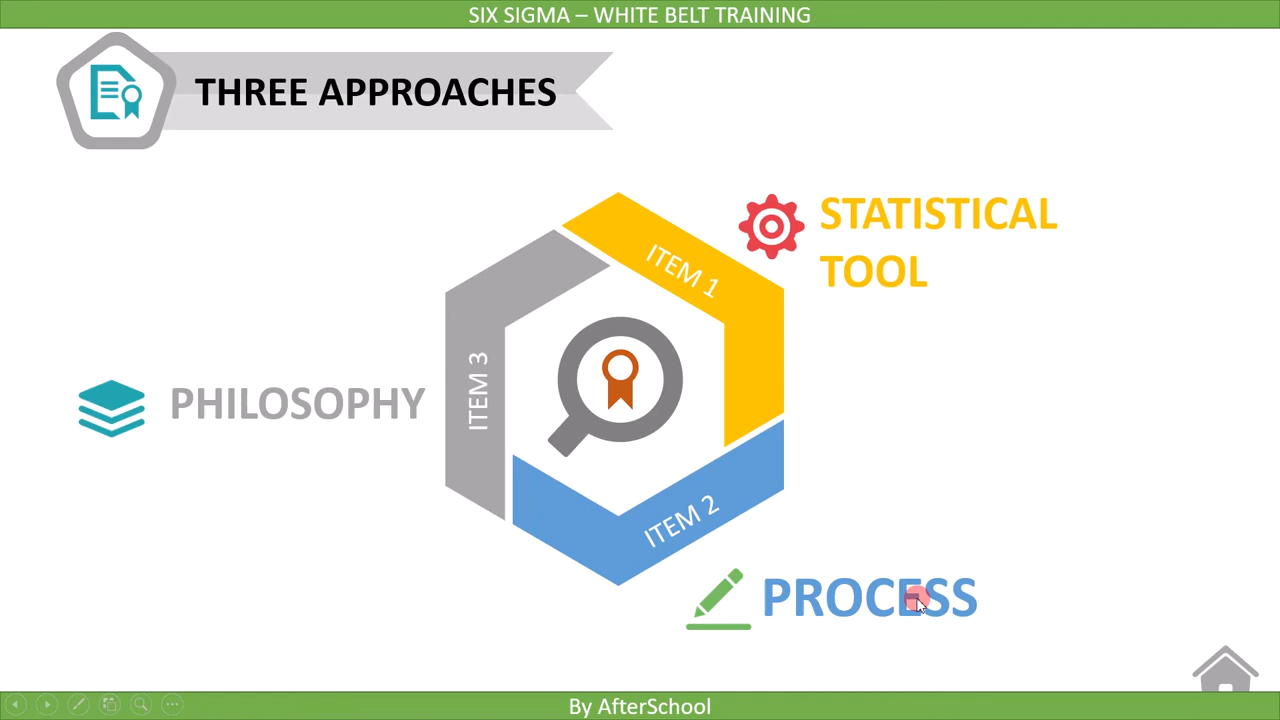 SIX SIGMA – WHITE BELT TRAINING
THREE APPROACHES
STATISTICAL
TOOL
ITEM 1
ITEM 3
PHILOSOPHY
ITEM 2
PROCESS
By AfterSchool